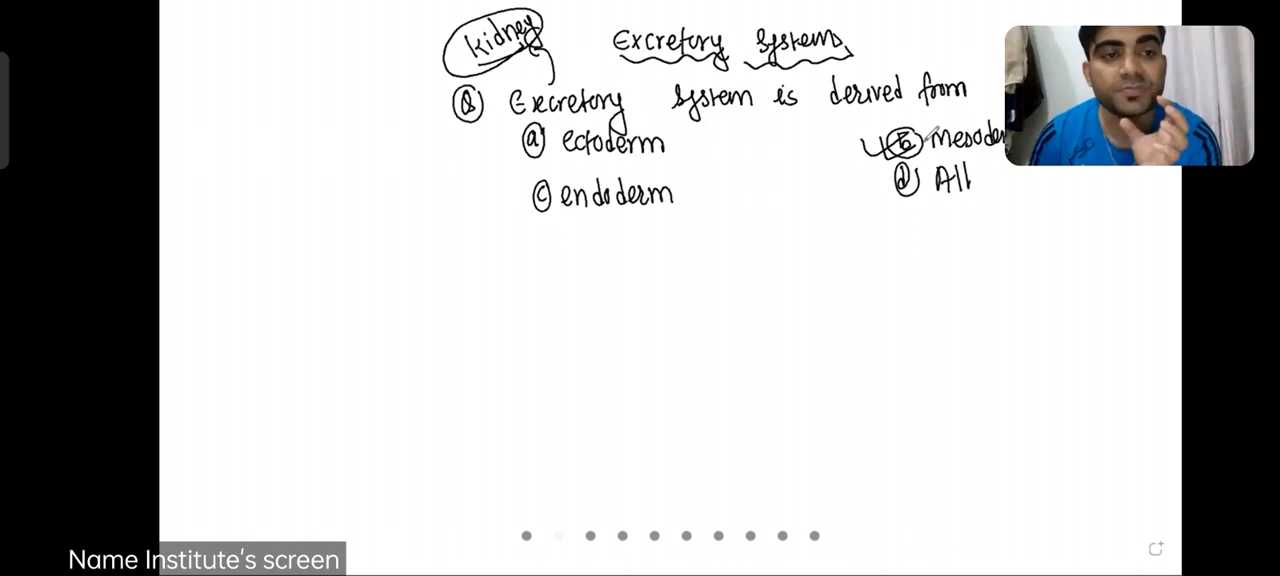 kidney
Excretory System
Q Excretory System is derived from
a ectoderm b mesoder
c endoderm d All
Name Institute's screen